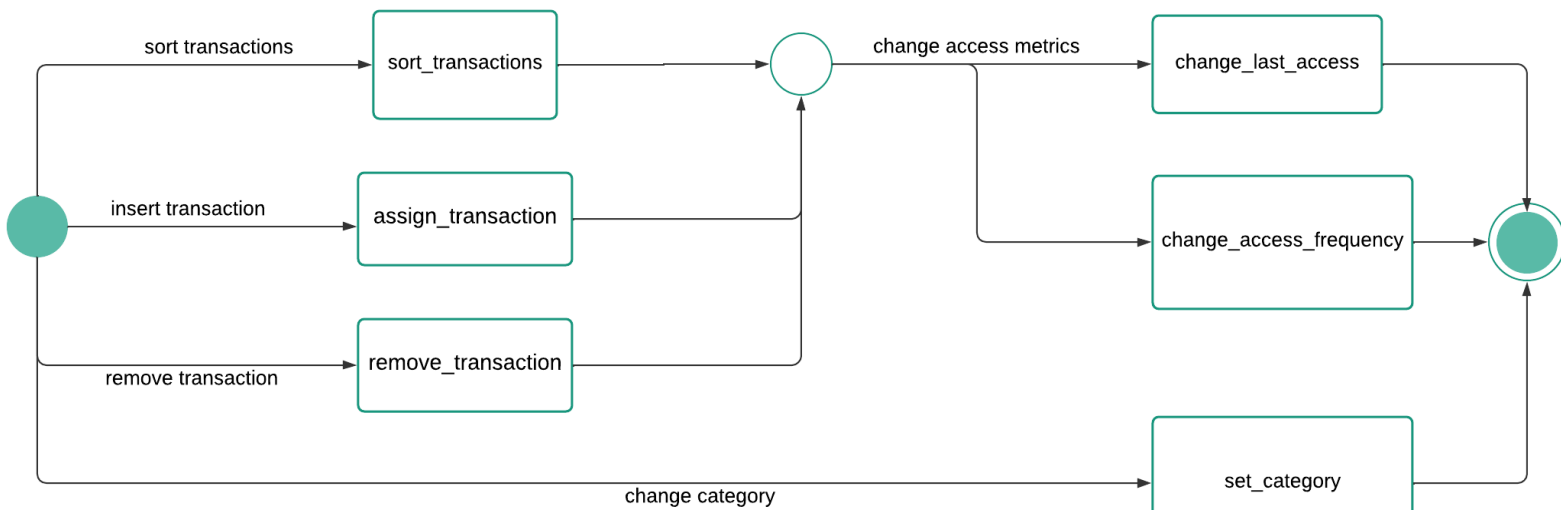 sort transactions
sort_transactions
change access metrics
change_last_access
insert transaction
assign_transaction
change_access_frequency
remove_transaction
remove transaction
set_category
change category